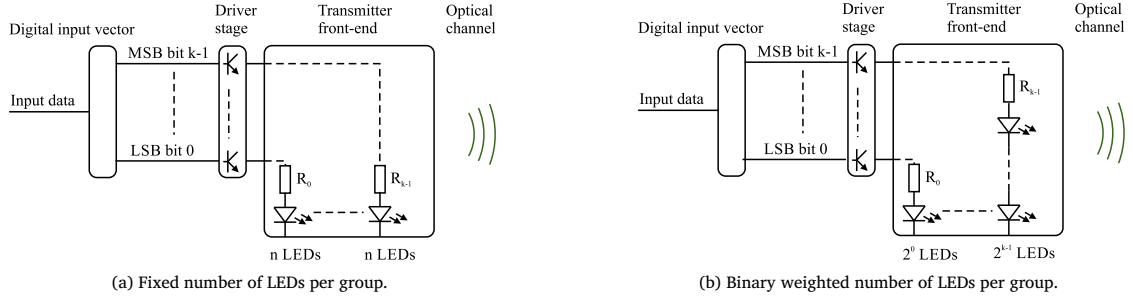 Digital input vector
Driver stage
Transmitter front-end
Optical channel
MSB bit k-1
Input data
LSB bit 0
R0
Rk-1
n LEDs
n LEDs
(a) Fixed number of LEDs per group.
Digital input vector
Driver stage
Transmitter front-end
Optical channel
MSB bit k-1
Input data
LSB bit 0
Rk-1
R0
2^0 LEDs
2^k-1 LEDs
(b) Binary weighted number of LEDs per group.